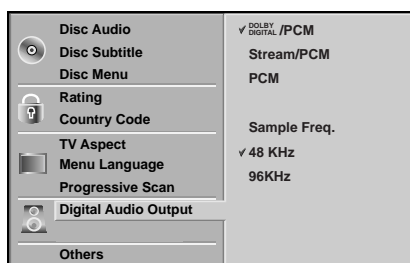 Disc Audio
Disc Subtitle
Disc Menu
Rating
Country Code
TV Aspect
Menu Language
Progressive Scan
Digital Audio Output
Others
DOLBY DIGITAL /PCM
Stream/PCM
PCM
Sample Freq.
48 KHz
96KHz